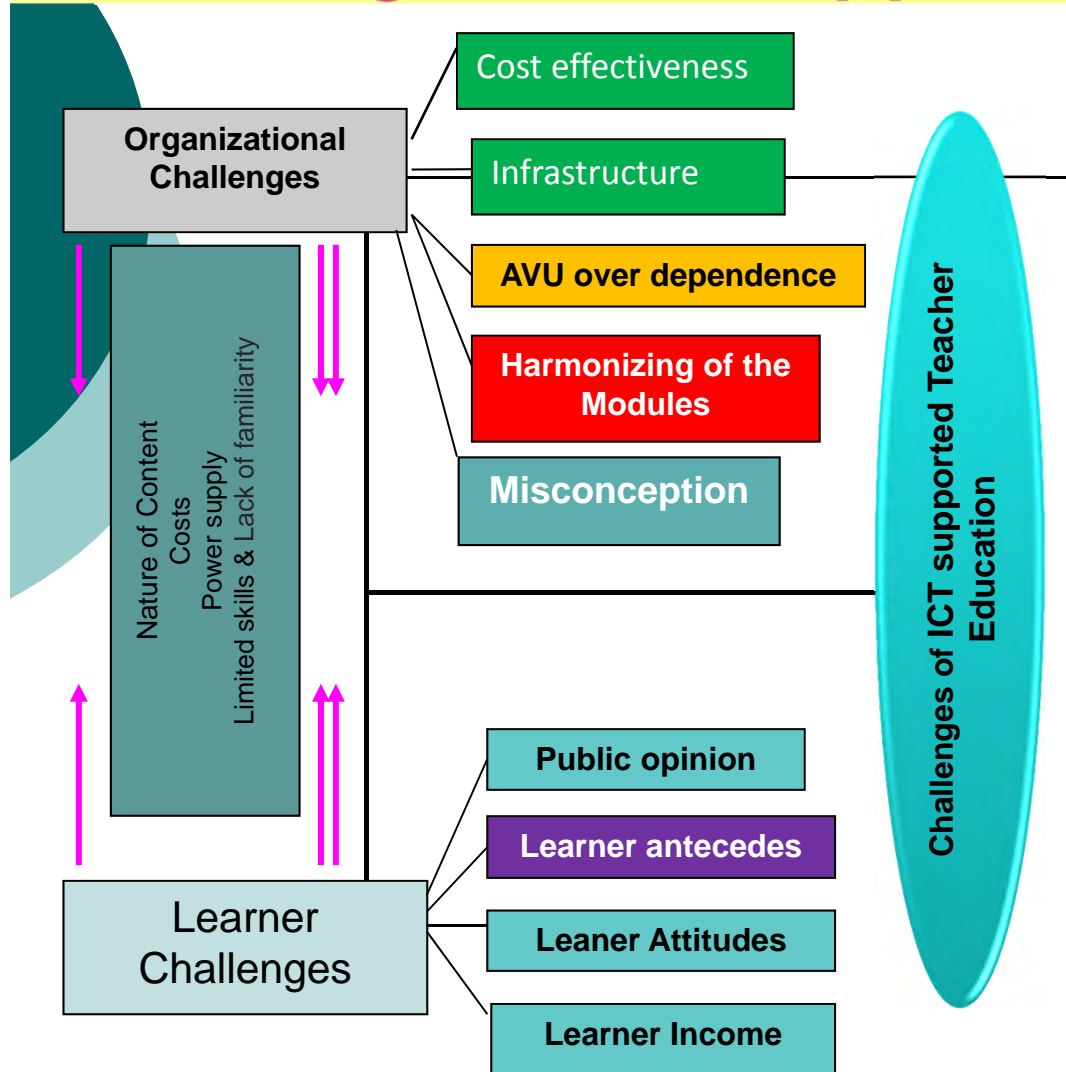 Organizational
Challenges
Cost effectiveness
Infrastructure
AVU over dependence
Harmonizing of the
Modules
Misconception
Nature of Content
Costs
Power supply
Limited skills & Lack of familiarity
Challenges of ICT supported Teacher
Education
Learner
Challenges
Public opinion
Learner antecedes
Leaner Attitudes
Learner Income